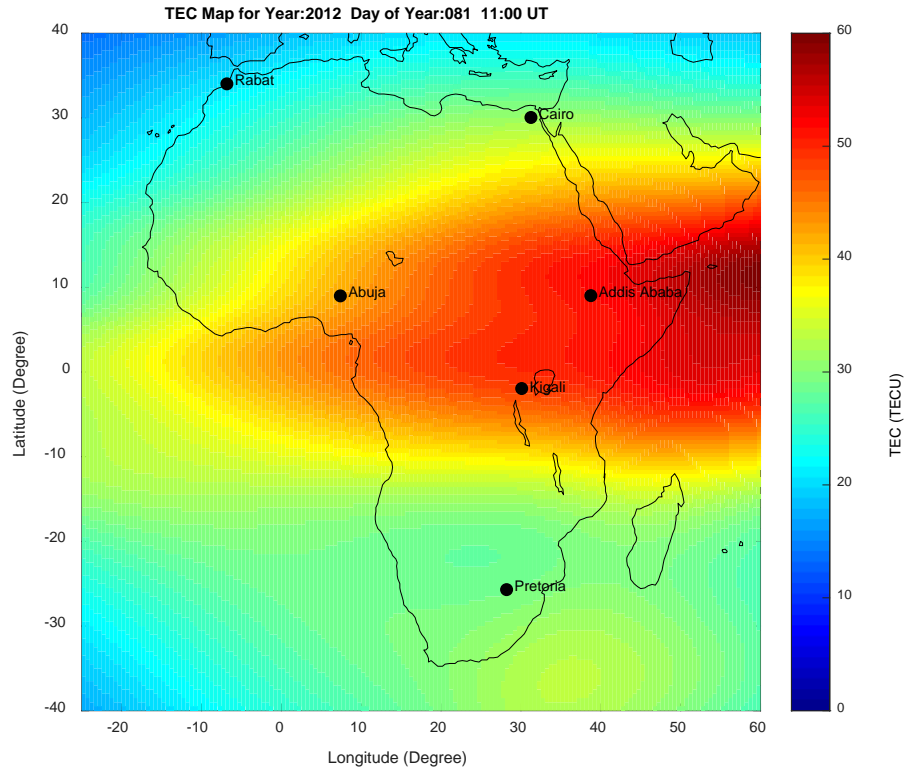 TEC Map for Year:2012  Day of Year:081  11:00 UT
40
30
20
10
0
-10
-20
-30
-40
Latitude (Degree)
Rabat
Cairo
Abuja
Addis Ababa
Kigali
Pretoria
-20
-10
0
10
20
30
40
50
60
Longitude (Degree)
60
50
40
30
20
10
0
TEC (TECU)